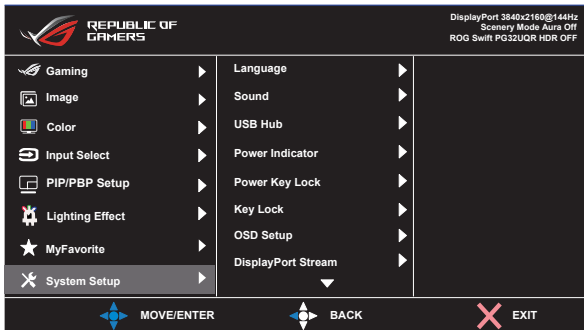 REPUBLIC OF
GAMERS
DisplayPort 3840x2160@144Hz
Scenery Mode Aura Off
ROG Swift PG32UQR HDR OFF
Gaming
Image
Color
Input Select
PIP/PBP Setup
Lighting Effect
MyFavorite
System Setup
Language
Sound
USB Hub
Power Indicator
Power Key Lock
Key Lock
OSD Setup
DisplayPort Stream
MOVE/ENTER
BACK
EXIT